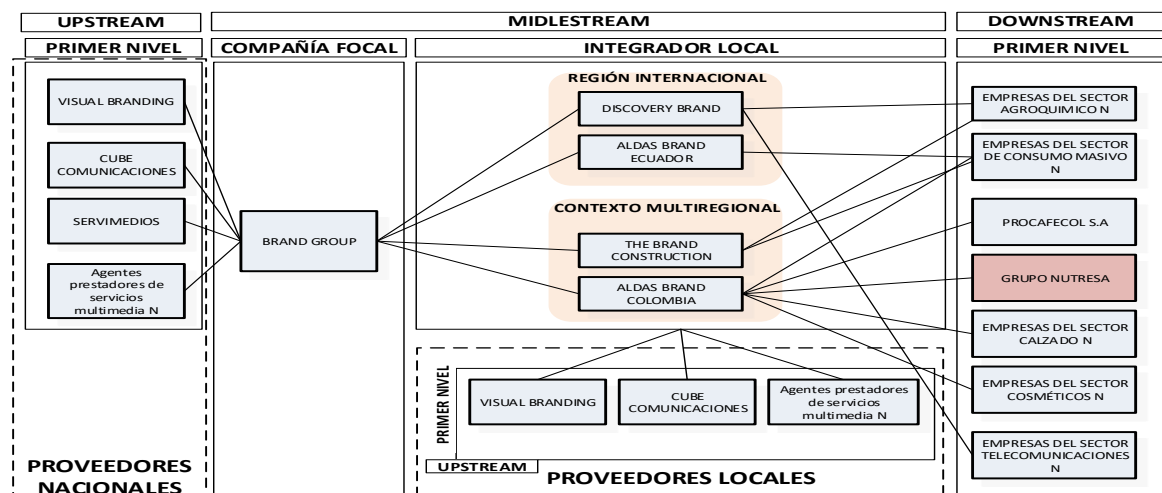 UPSTREAM
MIDLESTREAM
DOWNSTREAM
PRIMER NIVEL
COMPAÑÍA FOCAL
INTEGRADOR LOCAL
PRIMER NIVEL
VISUAL BRANDING
CUBE
COMUNICACIONES
SERVIMEDIOS
Agentes
prestadores de
servicios
multimedia N
PROVEEDORES
NACIONALES
BRAND GROUP
REGIÓN INTERNACIONAL
DISCOVERY BRAND
ALDAS BRAND
ECUADOR
CONTEXTO MULTIREGIONAL
THE BRAND
CONSTRUCTION
ALDAS BRAND
COLOMBIA
PRIMER NIVEL
VISUAL BRANDING
CUBE
COMUNICACIONES
Agentes prestadores
de servicios
multimedia N
UPSTREAM
PROVEEDORES LOCALES
EMPRESAS DEL SECTOR
AGROQUIMICO N
EMPRESAS DEL SECTOR
DE CONSUMO MASIVO
N
PROCAFECOL S.A
GRUPO NUTRESA
EMPRESAS DEL SECTOR
CALZADO N
EMPRESAS DEL SECTOR
COSMÉTICOS N
EMPRESAS DEL SECTOR
TELECOMUNICACIONES
N